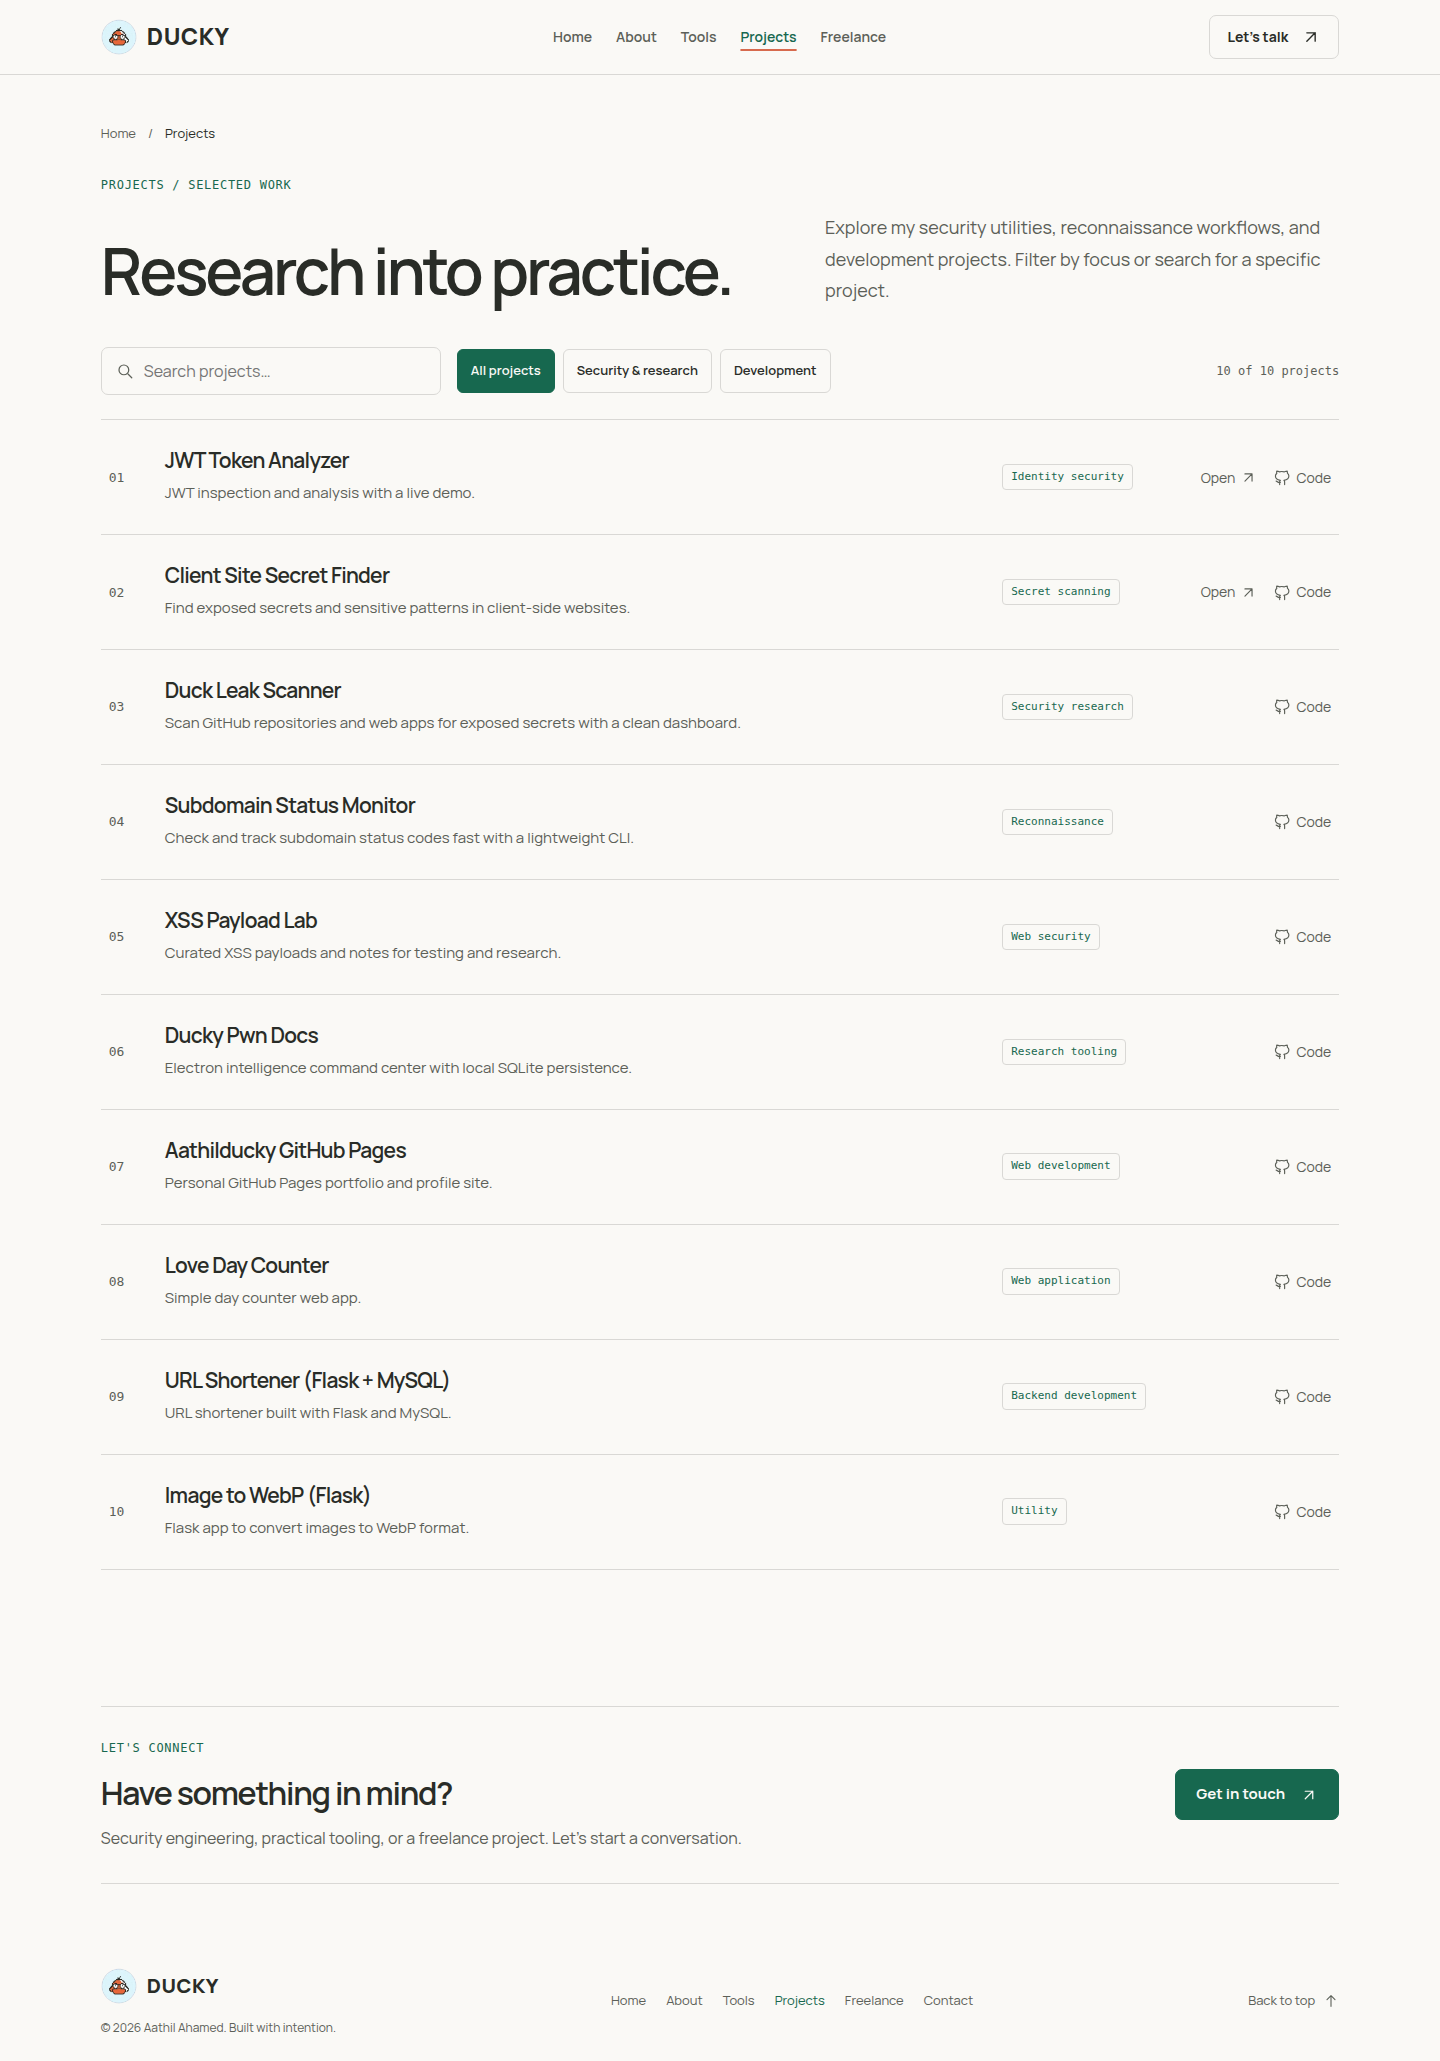 DUCKY
Home About Tools Projects Freelance
Let's talk
Home / Projects
PROJECTS / SELECTED WORK
Research into practice.
Explore my security utilities, reconnaissance workflows, and
development projects. Filter by focus or search for a specific
project.
Search projects…
All projects
Security & research
Development
10 of 10 projects
01
JWT Token Analyzer
JWT inspection and analysis with a live demo.
Identity security
Open
Code
02
Client Site Secret Finder
Find exposed secrets and sensitive patterns in client-side websites.
Secret scanning
Open
Code
03
Duck Leak Scanner
Scan GitHub repositories and web apps for exposed secrets with a clean dashboard.
Security research
Code
04
Subdomain Status Monitor
Check and track subdomain status codes fast with a lightweight CLI.
Reconnaissance
Code
05
XSS Payload Lab
Curated XSS payloads and notes for testing and research.
Web security
Code
06
Ducky Pwn Docs
Electron intelligence command center with local SQLite persistence.
Research tooling
Code
07
Aathilducky GitHub Pages
Personal GitHub Pages portfolio and profile site.
Web development
Code
08
Love Day Counter
Simple day counter web app.
Web application
Code
09
URL Shortener (Flask + MySQL)
URL shortener built with Flask and MySQL.
Backend development
Code
10
Image to WebP (Flask)
Flask app to convert images to WebP format.
Utility
Code
LET'S CONNECT
Have something in mind?
Security engineering, practical tooling, or a freelance project. Let's start a conversation.
Get in touch
DUCKY
© 2026 Aathil Ahamed. Built with intention.
Home About Tools Projects Freelance Contact
Back to top